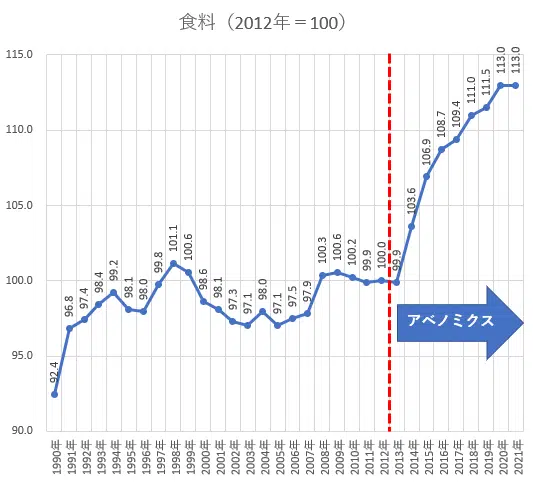 食料（2012年＝100）
115.0
110.0
105.0
100.0
95.0
90.0
92.4
96.8
97.4
98.4
99.2
98.1
98.0
99.8
101.1
100.6
98.6
98.1
97.3
97.1
98.0
97.1
97.5
97.9
100.3
100.6
100.2
99.9
100.0
99.9
103.6
106.9
108.7
109.4
111.0
111.5
113.0
113.0
アベノミクス
1990年
1991年
1992年
1993年
1994年
1995年
1996年
1997年
1998年
1999年
2000年
2001年
2002年
2003年
2004年
2005年
2006年
2007年
2008年
2009年
2010年
2011年
2012年
2013年
2014年
2015年
2016年
2017年
2018年
2019年
2020年
2021年